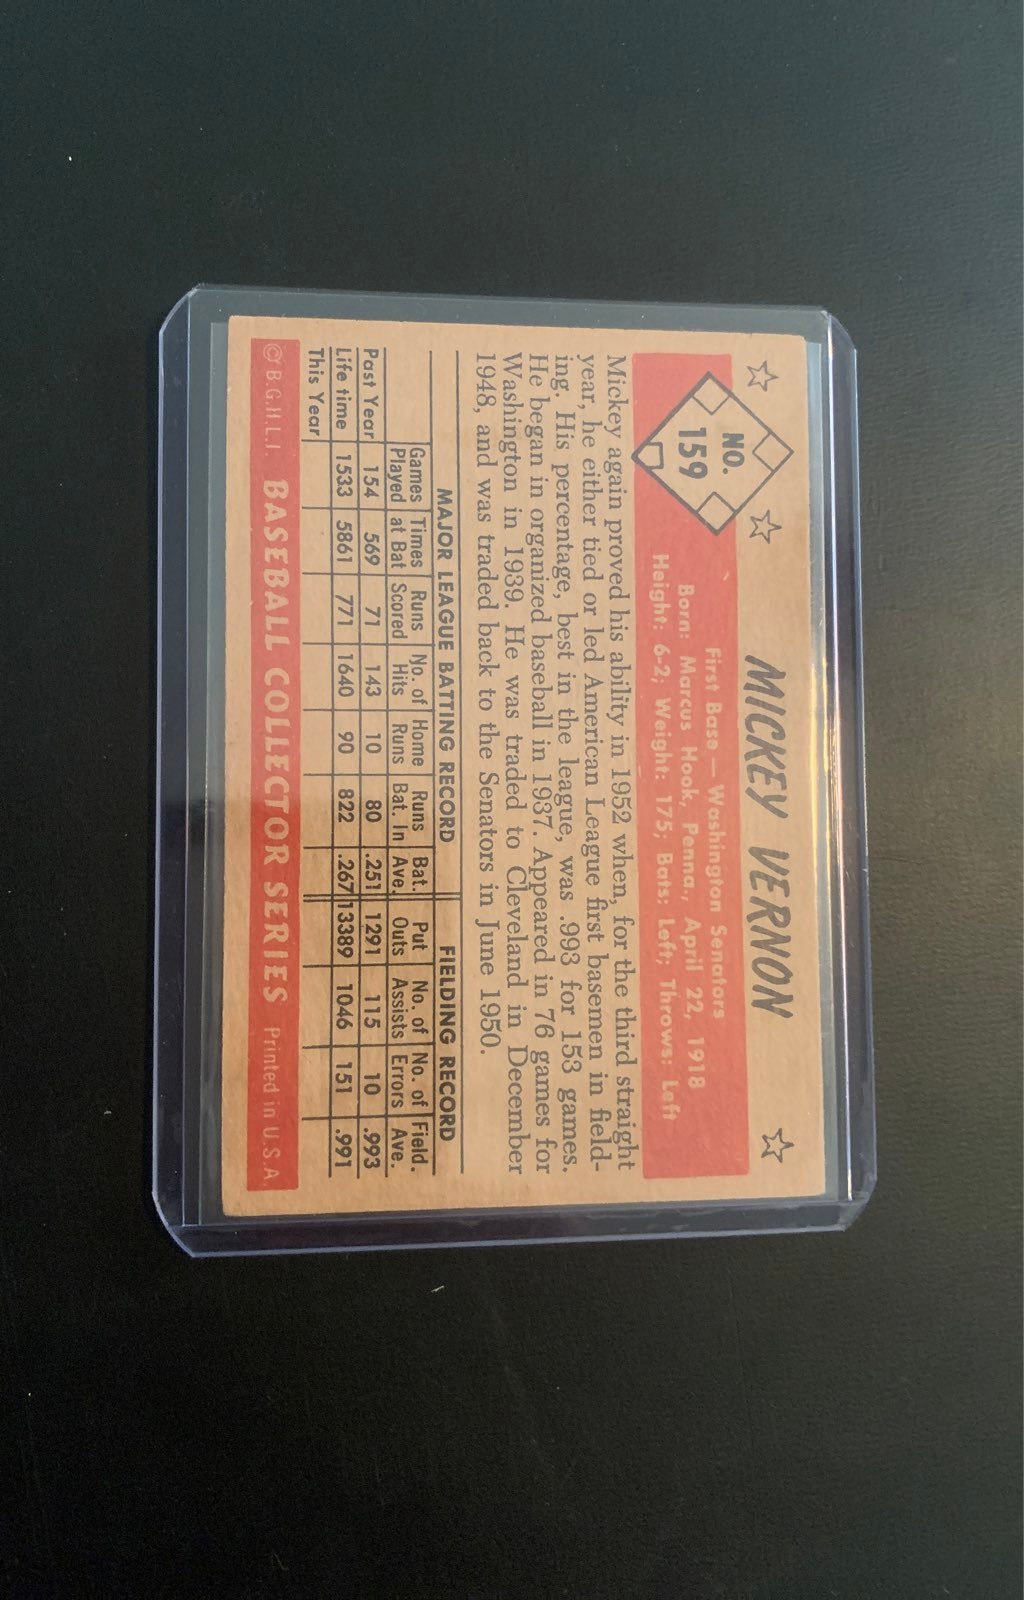 MICKEY VERNON
NO.
159
First Base — Washington Senators
Born: Marcus Hook, Penna., April 22, 1918
Height: 6-2; Weight: 175; Bats: Left; Throws: Left
Mickey again proved his ability in 1952 when, for the third straight
year, he either tied or led American League first basemen in field-
ing. His percentage, best in the league, was .993 for 153 games.
He began in organized baseball in 1937. Appeared in 76 games for
Washington in 1939. He was traded to Cleveland in December
1948, and was traded back to the Senators in June 1950.
MAJOR LEAGUE BATTING RECORD FIELDING RECORD
Games Times Runs No. of Home Runs Bat. Put No. of No. of Field.
Played at Bat Scored Hits Runs Bat. In Ave. Outs Assists Errors Ave.
Past Year 154 569 71 143 10 80 .251 1291 115 10 .993
Life time 1533 5861 771 1640 90 822 .267 13389 1046 151 .991
This Year
© B.G.H.L.I. BASEBALL COLLECTOR SERIES Printed in U.S.A.